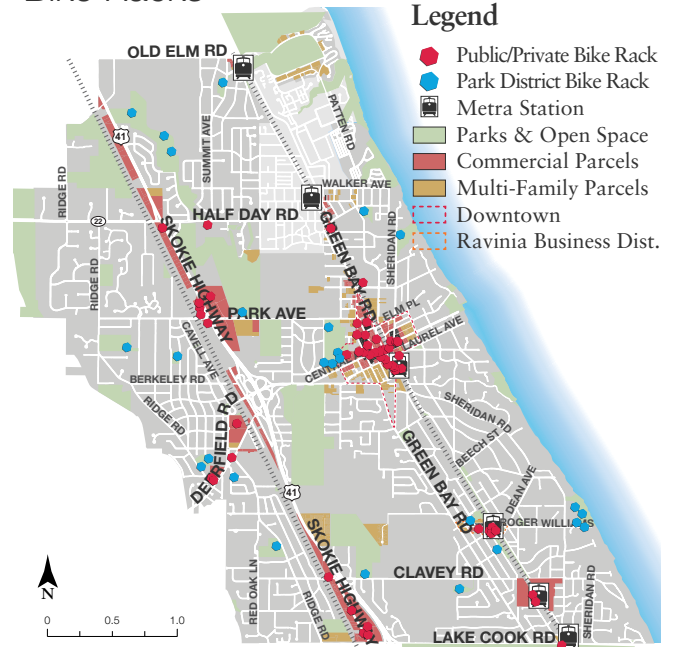 Bike Racks
Legend
Public/Private Bike Rack
Park District Bike Rack
Metra Station
Parks & Open Space
Commercial Parcels
Multi-Family Parcels
Downtown
Ravinia Business Dist.
OLD ELM RD
41
SUMMIT AVE
PATTEN RD
RIDGE RD
WALKER AVE
22
HALF DAY RD
SKOKIE HIGHWAY
GREEN BAY RD
SHERIDAN RD
RIDGE RD
PARK AVE
ELM PL
LAUREL AVE
CAVELL AVE
BERKELEY RD
RIDGE RD
DEERFIELD RD
SHERIDAN RD
BEECH ST
GREEN BAY RD
DEAN AVE
41
ROGER WILLIAMS
SKOKIE HIGHWAY
RED OAK LN
RIDGE RD
CLAVEY RD
SHERIDAN RD
LAKE COOK RD
N
0 0.5 1.0